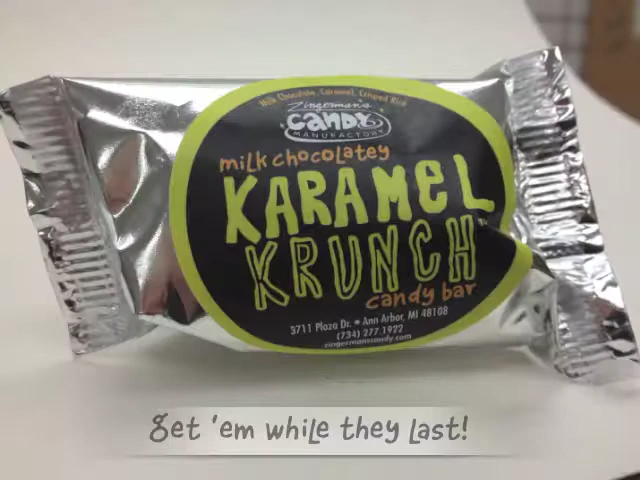 Milk Chocolate, Caramel, Crisped Rice
Zingerman's
CANDY
MANUFACTORY
milk chocolatey
KARAMEL
KRUNCH™
candy bar
3711 Plaza Dr. • Ann Arbor, MI 48108
(734) 277.1922
zingermanscandy.com
get 'em while they last!